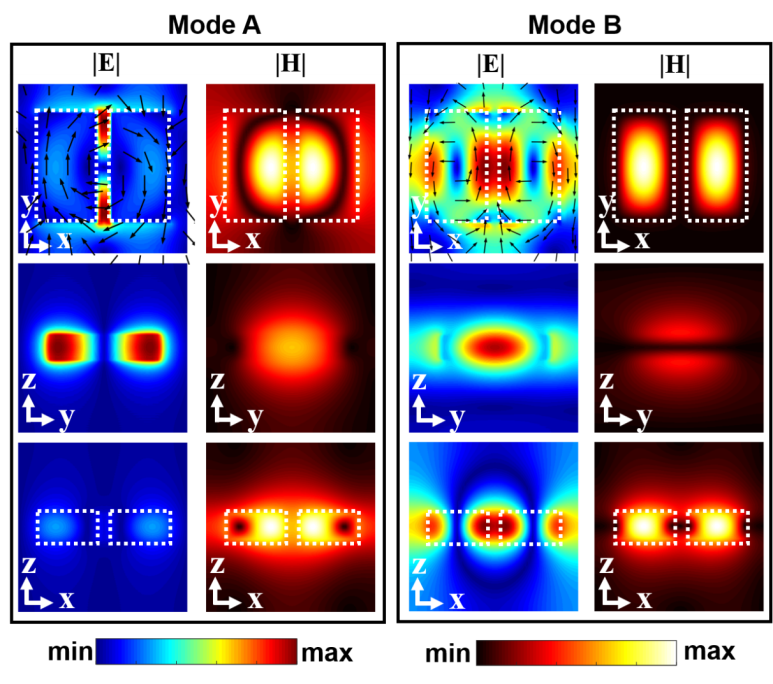 Mode A Mode B
|E| |H| |E| |H|
y x y x y x y x
z y z y z y z y
z x z x z x z x
min max min max